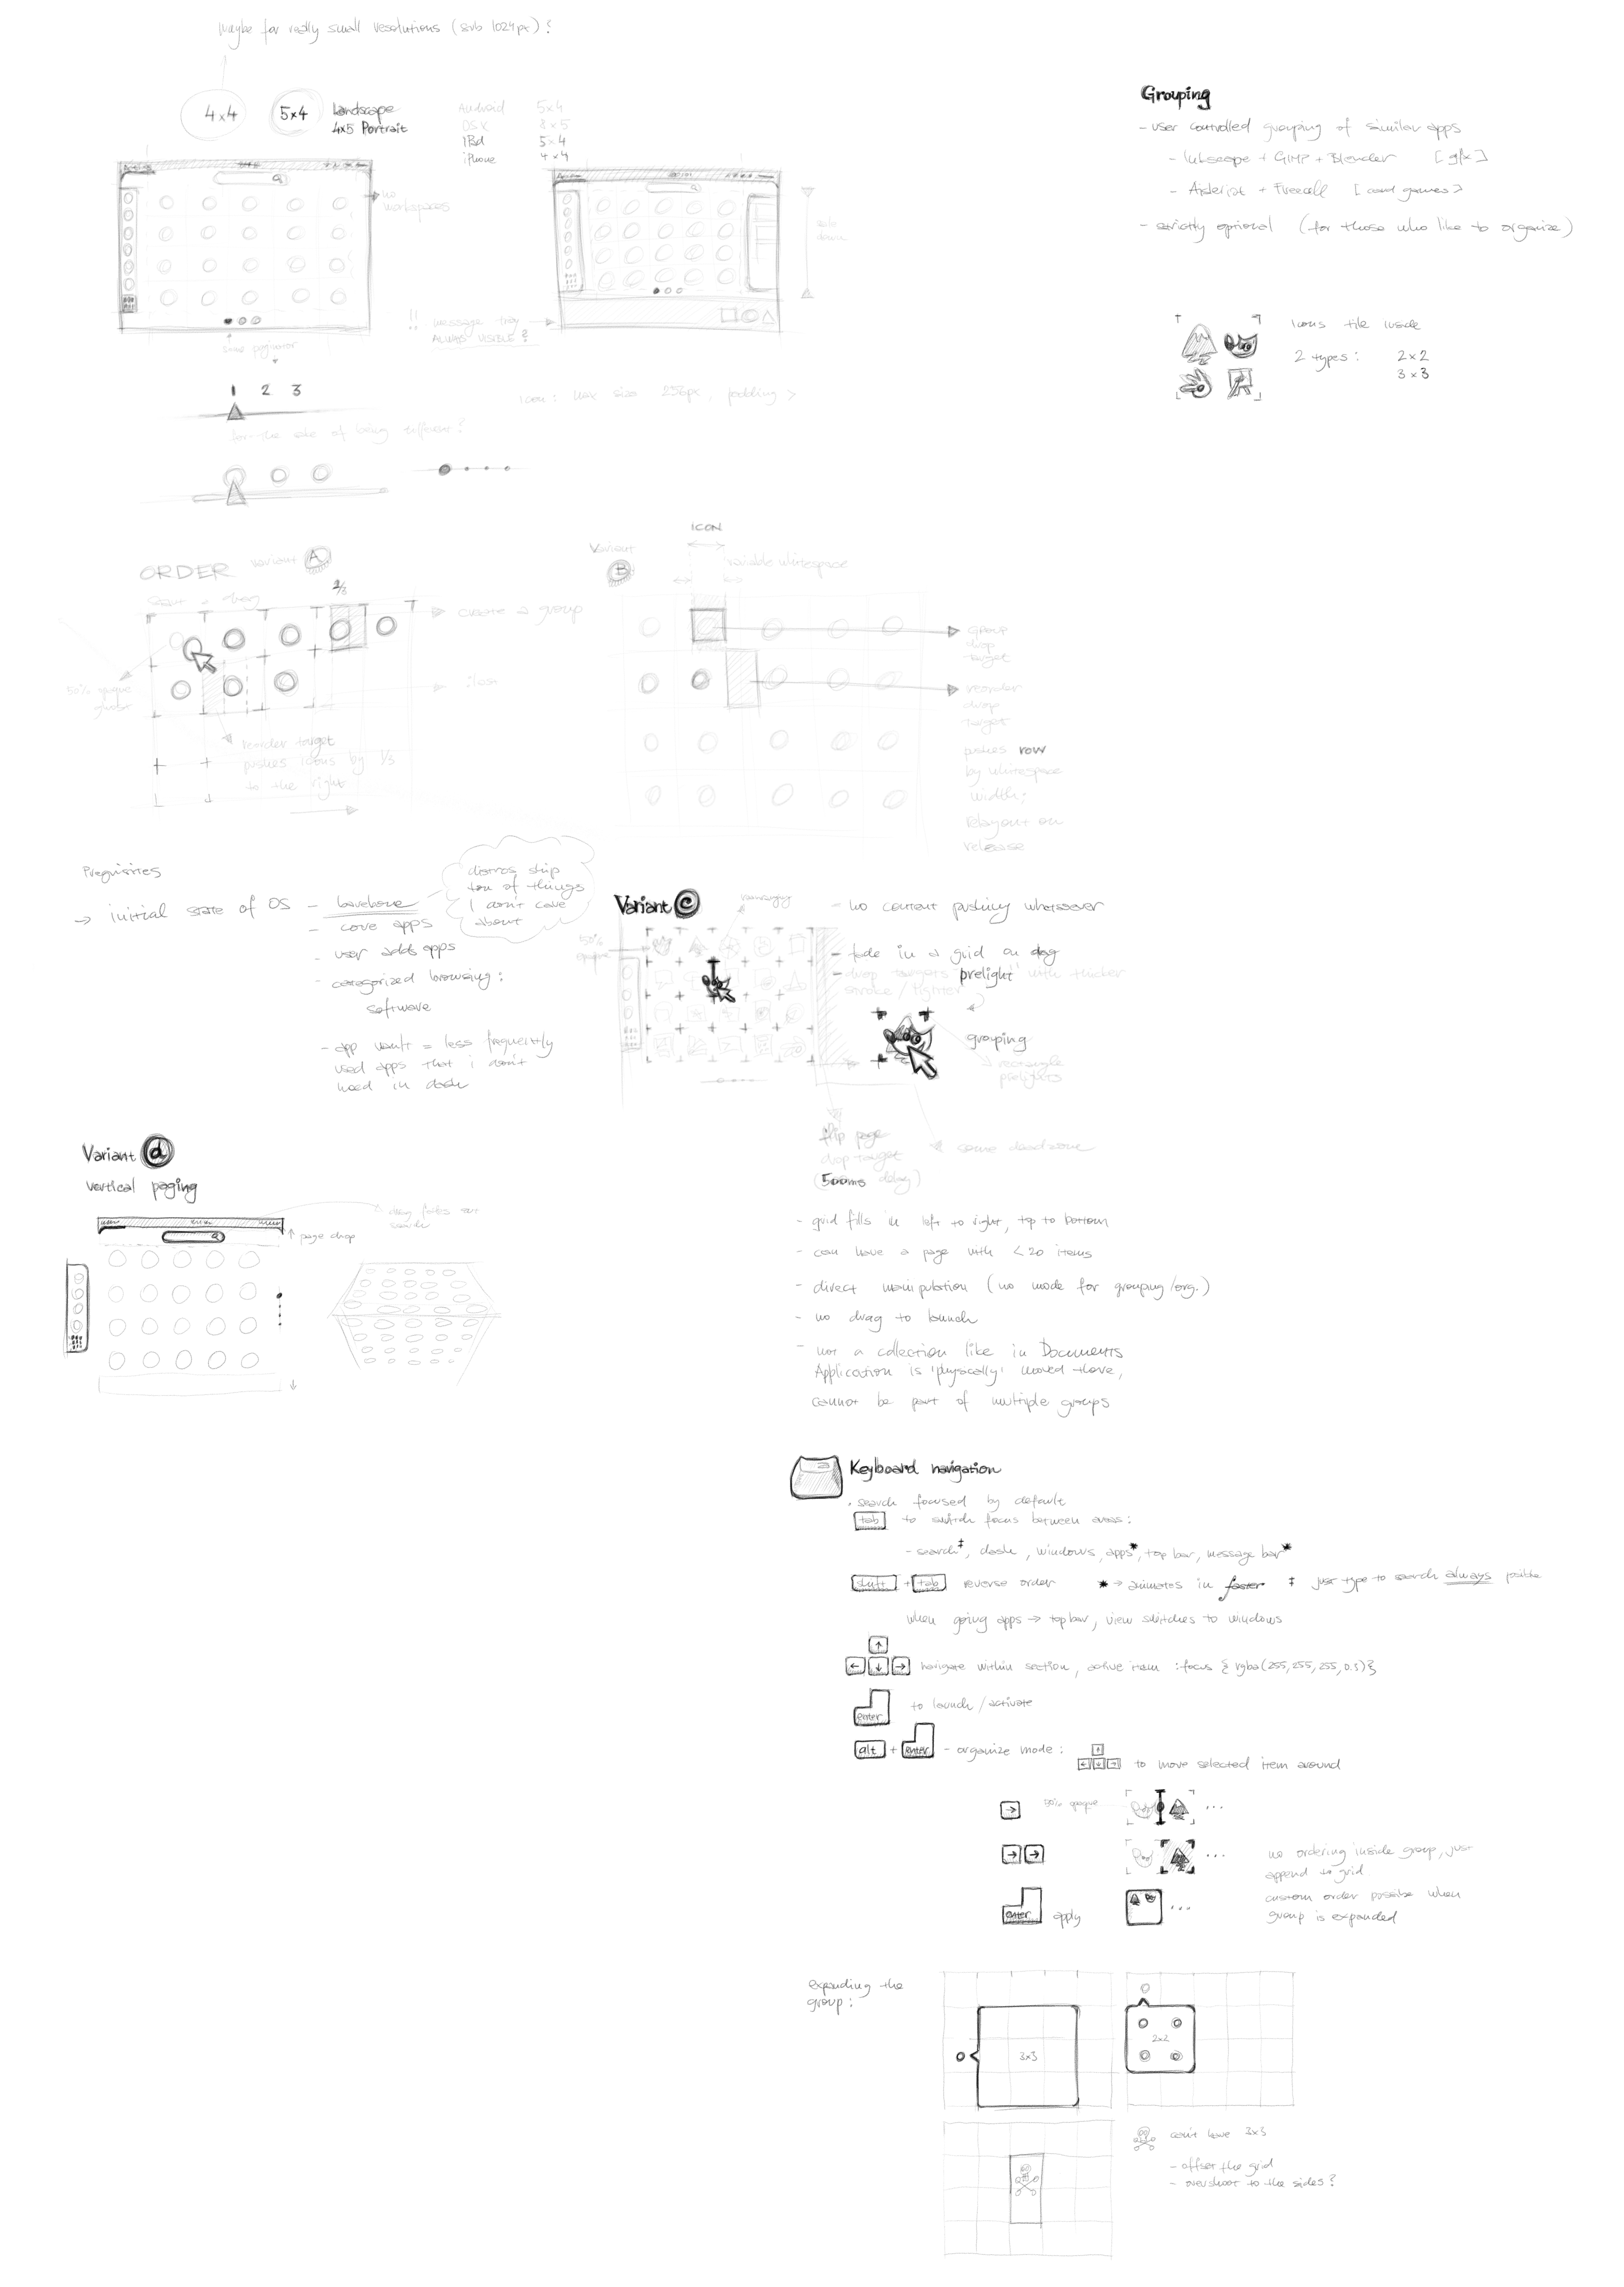 Maybe for really small resolutions (sub 1024px)?
4x4
5x4
Landscape
4x5 Portrait
Android 5x4
OSX 8x5
iPad 5x4
iPhone 4x4
no
workspaces
!! message tray
ALWAYS VISIBLE?
1 2 3
for the sake of being different?
icon: max size 256px, padding >
Grouping
- user controlled grouping of similar apps
- Inkscape + GIMP + Blender [gfx]
- Aisleriot + Freecell [card games]
- strictly optional (for those who like to organize)
Icons tile inside
2 types: 2x2
3x3
ORDER variant A
1/3
create a group
50% opaque
reorder target
pushes icons by 1/3
to the right
Variant
B
ICON
variable whitespace
GROUP
drop
target
reorder
drop
target
pushes row
by whitespace
width;
Relayout on
release
→ initial state of OS - barebone
- core apps
- user adds apps
- categorized browsing:
software
- app vault = less frequently
used apps that i don't
need in dash
distros ship
ton of things
I don't care
about
Variant C
50%
opaque
- no content pushing whatsoever
- fade in a grid on drag
- drop targets "prelight" with thicker
stroke / lighter
grouping
rectangle
prelights
flip page
drop target
(500ms delay)
some deadzone
Variant d
vertical paging
page drop
- grid fills in left to right, top to bottom
- can have a page with < 20 items
- direct manipulation (no mode for grouping/org.)
- no drag to launch
- not a collection like in Documents
Application is 'physically' moved there,
cannot be part of multiple groups
Keyboard navigation
. search focused by default
tab to switch focus between areas:
- search‡, dash, windows, apps*, top bar, message bar*
shift + tab reverse order * → animates in faster ‡ just type to search always possible
when going apps → top bar, view switches to windows
↑
← ↓ → navigate within section, active item :focus { rgba(255,255,255,0.5)}
enter to launch / activate
alt + enter - organize mode: ↑
← ↓ → to move selected item around
→ 50% opaque ...
→ → ... no ordering inside group, just
append to grid
enter apply ... custom order possible when
group is expanded
expanding the
group:
3x3
2x2
can't have 3x3
- offset the grid
- overshoot to the sides?